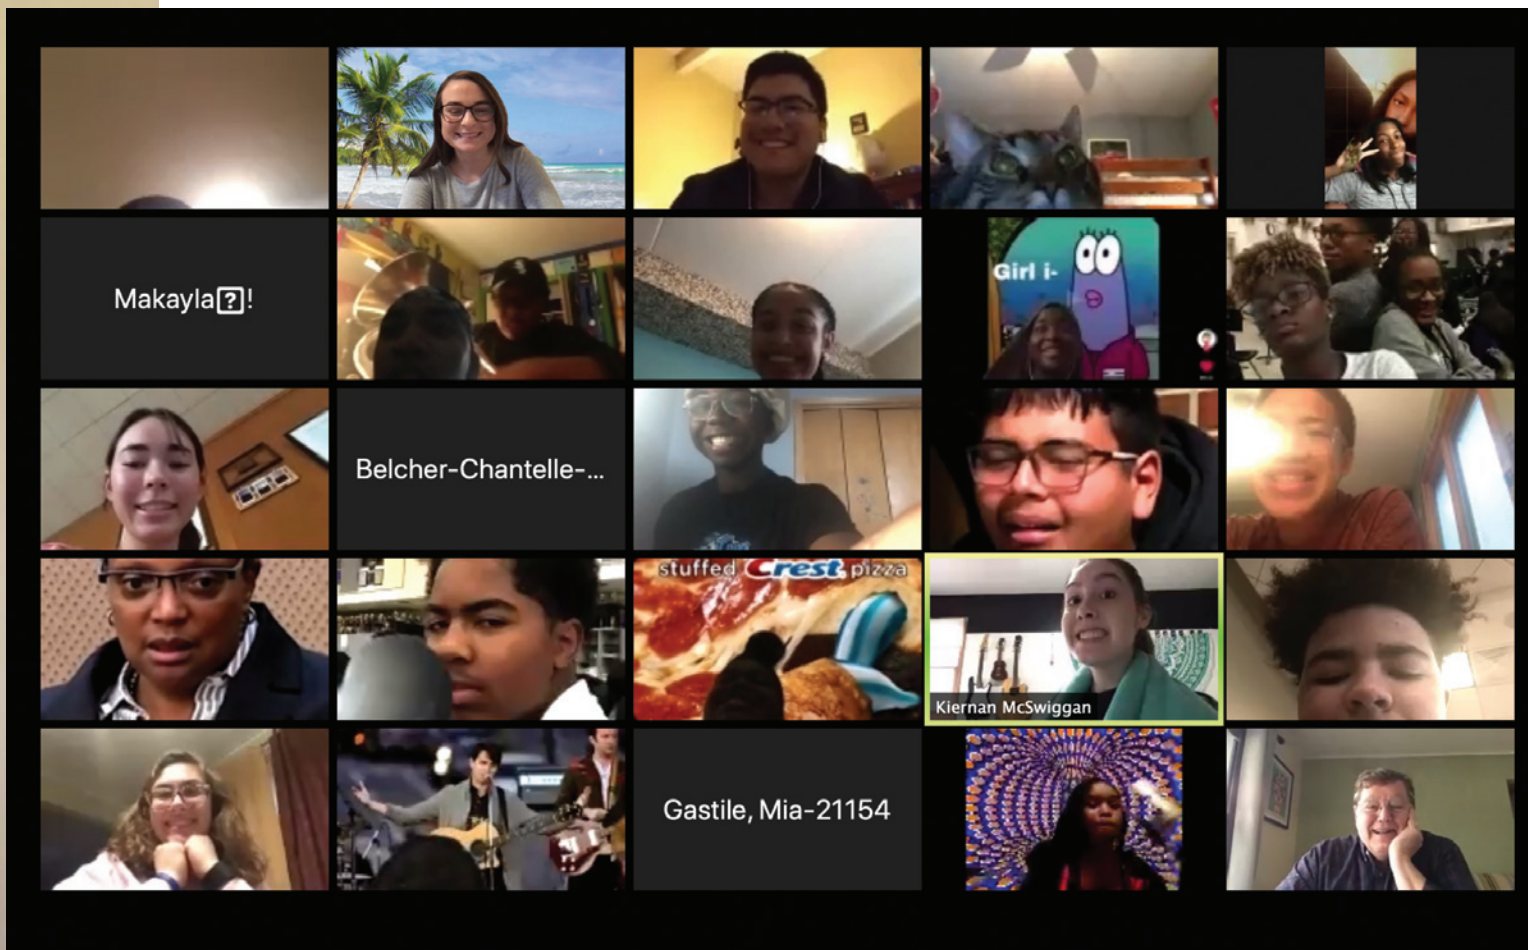 Makayla?!
Girl i-
Belcher-Chantelle-...
stuffed Crest pizza
Kiernan McSwiggan
Gastile, Mia-21154